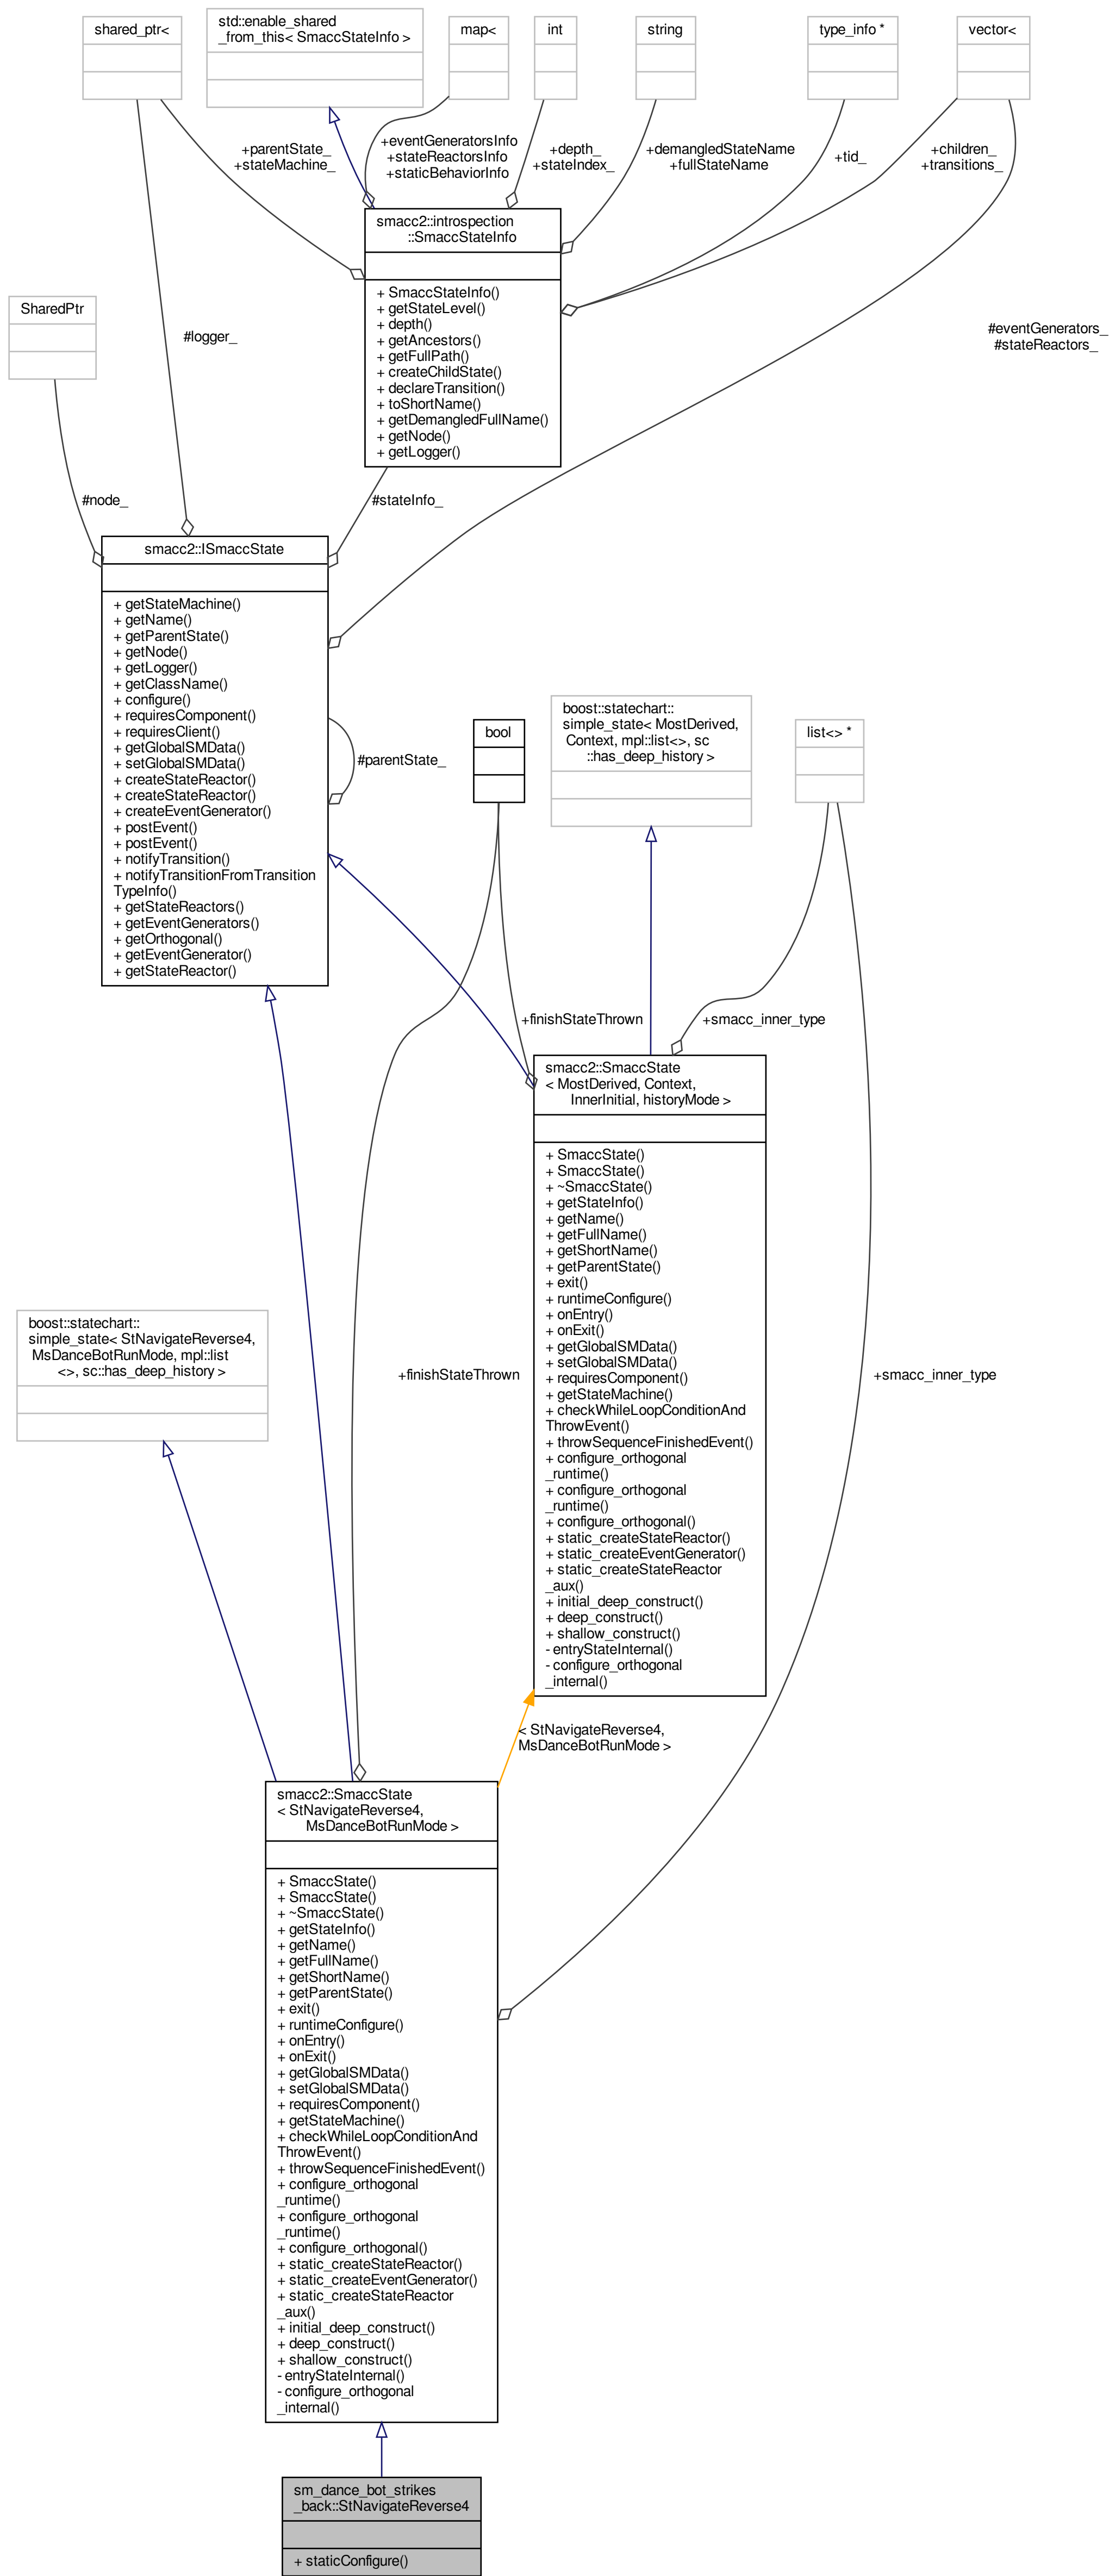 shared_ptr<
std::enable_shared
_from_this< SmaccStateInfo >
map<
int
string
type_info *
vector<
+parentState_
+stateMachine_
+eventGeneratorsInfo
+stateReactorsInfo
+staticBehaviorInfo
+depth_
+stateIndex_
+demangledStateName
+fullStateName
+tid_
+children_
+transitions_
smacc2::introspection
::SmaccStateInfo
+ SmaccStateInfo()
+ getStateLevel()
+ depth()
+ getAncestors()
+ getFullPath()
+ createChildState()
+ declareTransition()
+ toShortName()
+ getDemangledFullName()
+ getNode()
+ getLogger()
SharedPtr
#logger_
#eventGenerators_
#stateReactors_
#node_
#stateInfo_
smacc2::ISmaccState
+ getStateMachine()
+ getName()
+ getParentState()
+ getNode()
+ getLogger()
+ getClassName()
+ configure()
+ requiresComponent()
+ requiresClient()
+ getGlobalSMData()
+ setGlobalSMData()
+ createStateReactor()
+ createStateReactor()
+ createEventGenerator()
+ postEvent()
+ postEvent()
+ notifyTransition()
+ notifyTransitionFromTransition
TypeInfo()
+ getStateReactors()
+ getEventGenerators()
+ getOrthogonal()
+ getEventGenerator()
+ getStateReactor()
#parentState_
bool
boost::statechart::
simple_state< MostDerived,
Context, mpl::list<>, sc
::has_deep_history >
list<> *
+finishStateThrown
+smacc_inner_type
smacc2::SmaccState
< MostDerived, Context,
InnerInitial, historyMode >
+ SmaccState()
+ SmaccState()
+ ~SmaccState()
+ getStateInfo()
+ getName()
+ getFullName()
+ getShortName()
+ getParentState()
+ exit()
+ runtimeConfigure()
+ onEntry()
+ onExit()
+ getGlobalSMData()
+ setGlobalSMData()
+ requiresComponent()
+ getStateMachine()
+ checkWhileLoopConditionAnd
ThrowEvent()
+ throwSequenceFinishedEvent()
+ configure_orthogonal
_runtime()
+ configure_orthogonal
_runtime()
+ configure_orthogonal()
+ static_createStateReactor()
+ static_createEventGenerator()
+ static_createStateReactor
_aux()
+ initial_deep_construct()
+ deep_construct()
+ shallow_construct()
- entryStateInternal()
- configure_orthogonal
_internal()
boost::statechart::
simple_state< StNavigateReverse4,
MsDanceBotRunMode, mpl::list
<>, sc::has_deep_history >
+finishStateThrown
+smacc_inner_type
< StNavigateReverse4,
MsDanceBotRunMode >
smacc2::SmaccState
< StNavigateReverse4,
MsDanceBotRunMode >
+ SmaccState()
+ SmaccState()
+ ~SmaccState()
+ getStateInfo()
+ getName()
+ getFullName()
+ getShortName()
+ getParentState()
+ exit()
+ runtimeConfigure()
+ onEntry()
+ onExit()
+ getGlobalSMData()
+ setGlobalSMData()
+ requiresComponent()
+ getStateMachine()
+ checkWhileLoopConditionAnd
ThrowEvent()
+ throwSequenceFinishedEvent()
+ configure_orthogonal
_runtime()
+ configure_orthogonal
_runtime()
+ configure_orthogonal()
+ static_createStateReactor()
+ static_createEventGenerator()
+ static_createStateReactor
_aux()
+ initial_deep_construct()
+ deep_construct()
+ shallow_construct()
- entryStateInternal()
- configure_orthogonal
_internal()
sm_dance_bot_strikes
_back::StNavigateReverse4
+ staticConfigure()